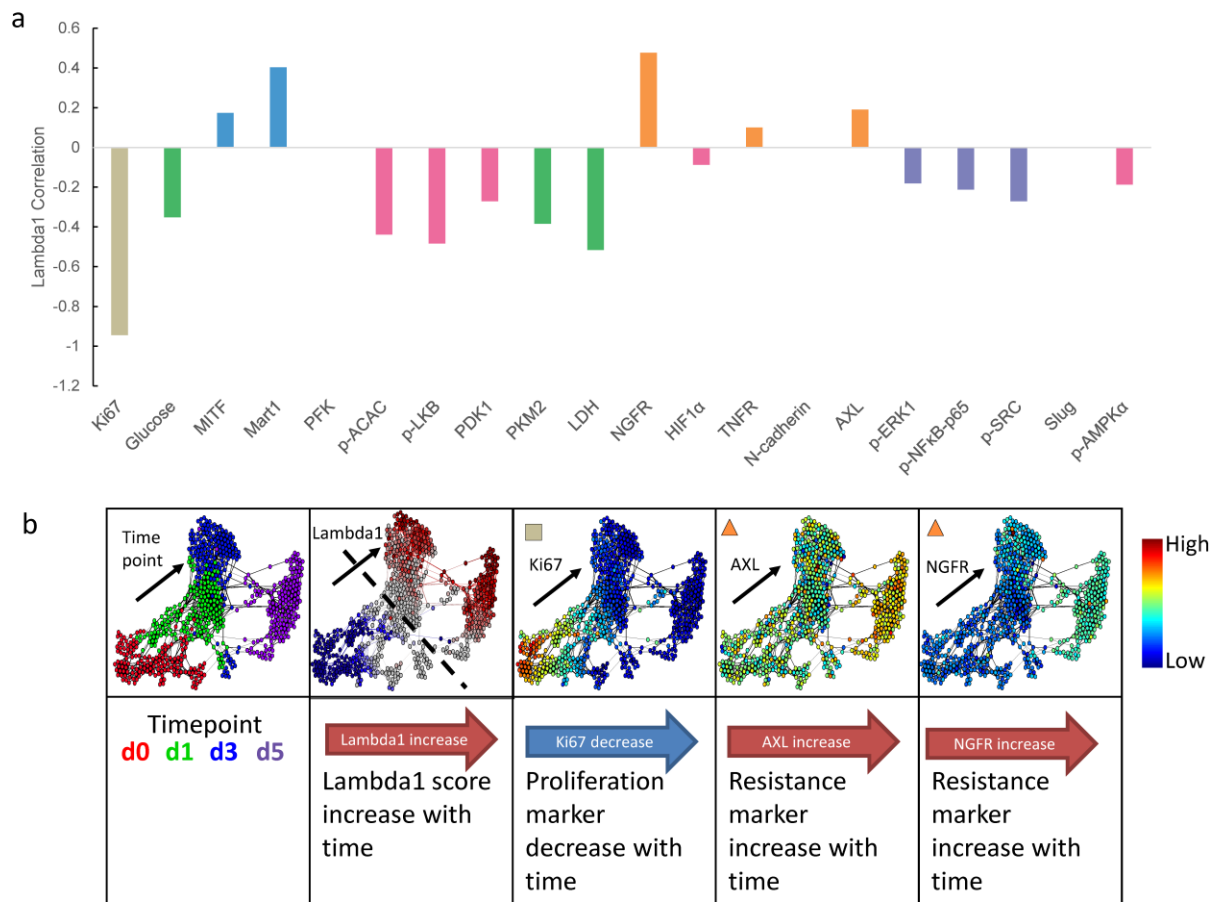 a
0.6
0.4
0.2
0
-0.2
-0.4
-0.6
-0.8
-1
-1.2
Lambda1 Correlation
Ki67
Glucose
MITF
Mart1
PFK
p-ACAC
p-LKB
PDK1
PKM2
LDH
NGFR
HIF1α
TNFR
N-cadherin
AXL
p-ERK1
p-NFκB-p65
p-SRC
Slug
p-AMPKα
b
Time
point
Lambda1
Ki67
AXL
NGFR
High
Low
Timepoint
d0 d1 d3 d5
Lambda1 increase
Lambda1 score
increase with
time
Ki67 decrease
Proliferation
marker
decrease with
time
AXL increase
Resistance
marker
increase with
time
NGFR increase
Resistance
marker
increase with
time